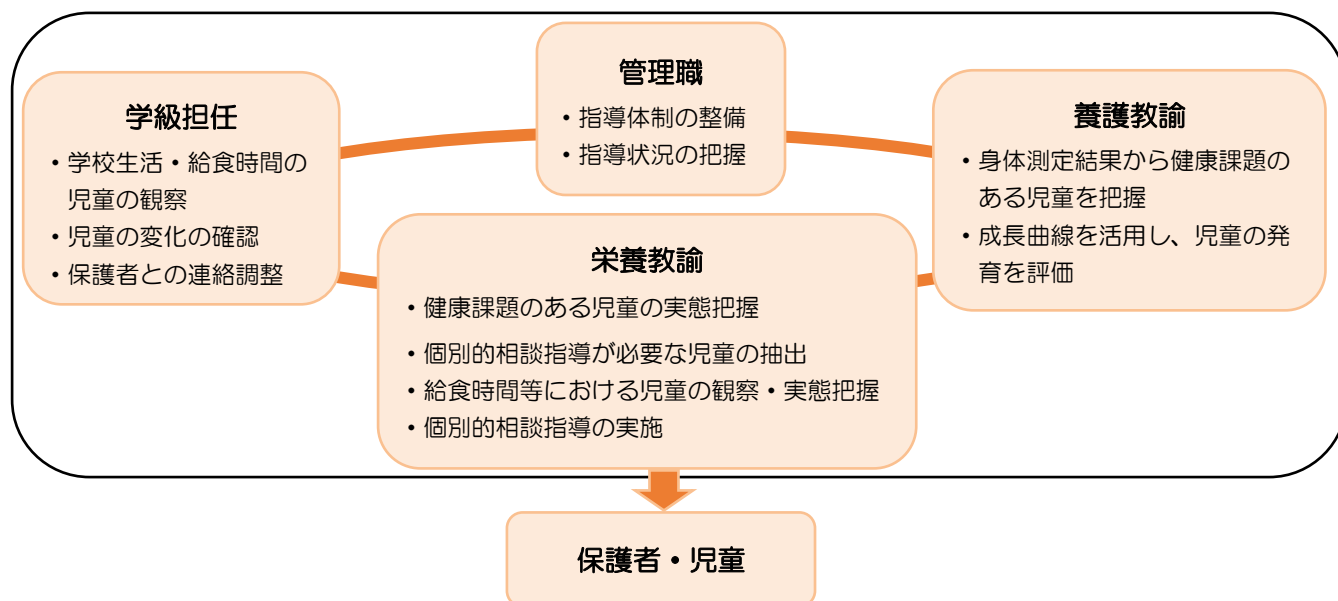 管理職
・指導体制の整備
・指導状況の把握
学級担任
・学校生活・給食時間の
児童の観察
・児童の変化の確認
・保護者との連絡調整
養護教諭
・身体測定結果から健康課題の
ある児童を把握
・成長曲線を活用し、児童の発
育を評価
栄養教諭
・健康課題のある児童の実態把握
・個別的相談指導が必要な児童の抽出
・給食時間等における児童の観察・実態把握
・個別的相談指導の実施
保護者・児童